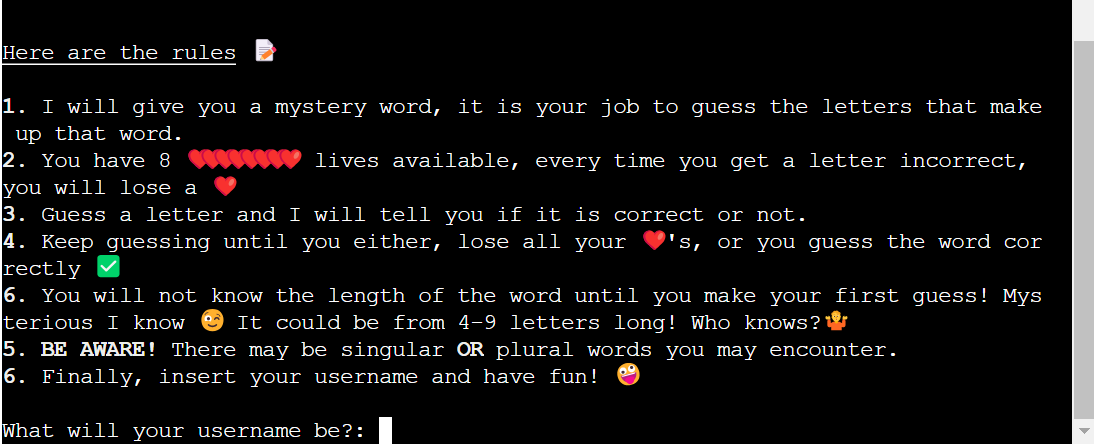 Here are the rules 📝
1. I will give you a mystery word, it is your job to guess the letters that make
up that word.
2. You have 8 ❤️❤️❤️❤️❤️❤️❤️❤️ lives available, every time you get a letter incorrect,
you will lose a ❤️
3. Guess a letter and I will tell you if it is correct or not.
4. Keep guessing until you either, lose all your ❤️'s, or you guess the word cor
rectly ✅
6. You will not know the length of the word until you make your first guess! Mys
terious I know 😉 It could be from 4-9 letters long! Who knows?🤷
5. BE AWARE! There may be singular OR plural words you may encounter.
6. Finally, insert your username and have fun! 🤪
What will your username be?: